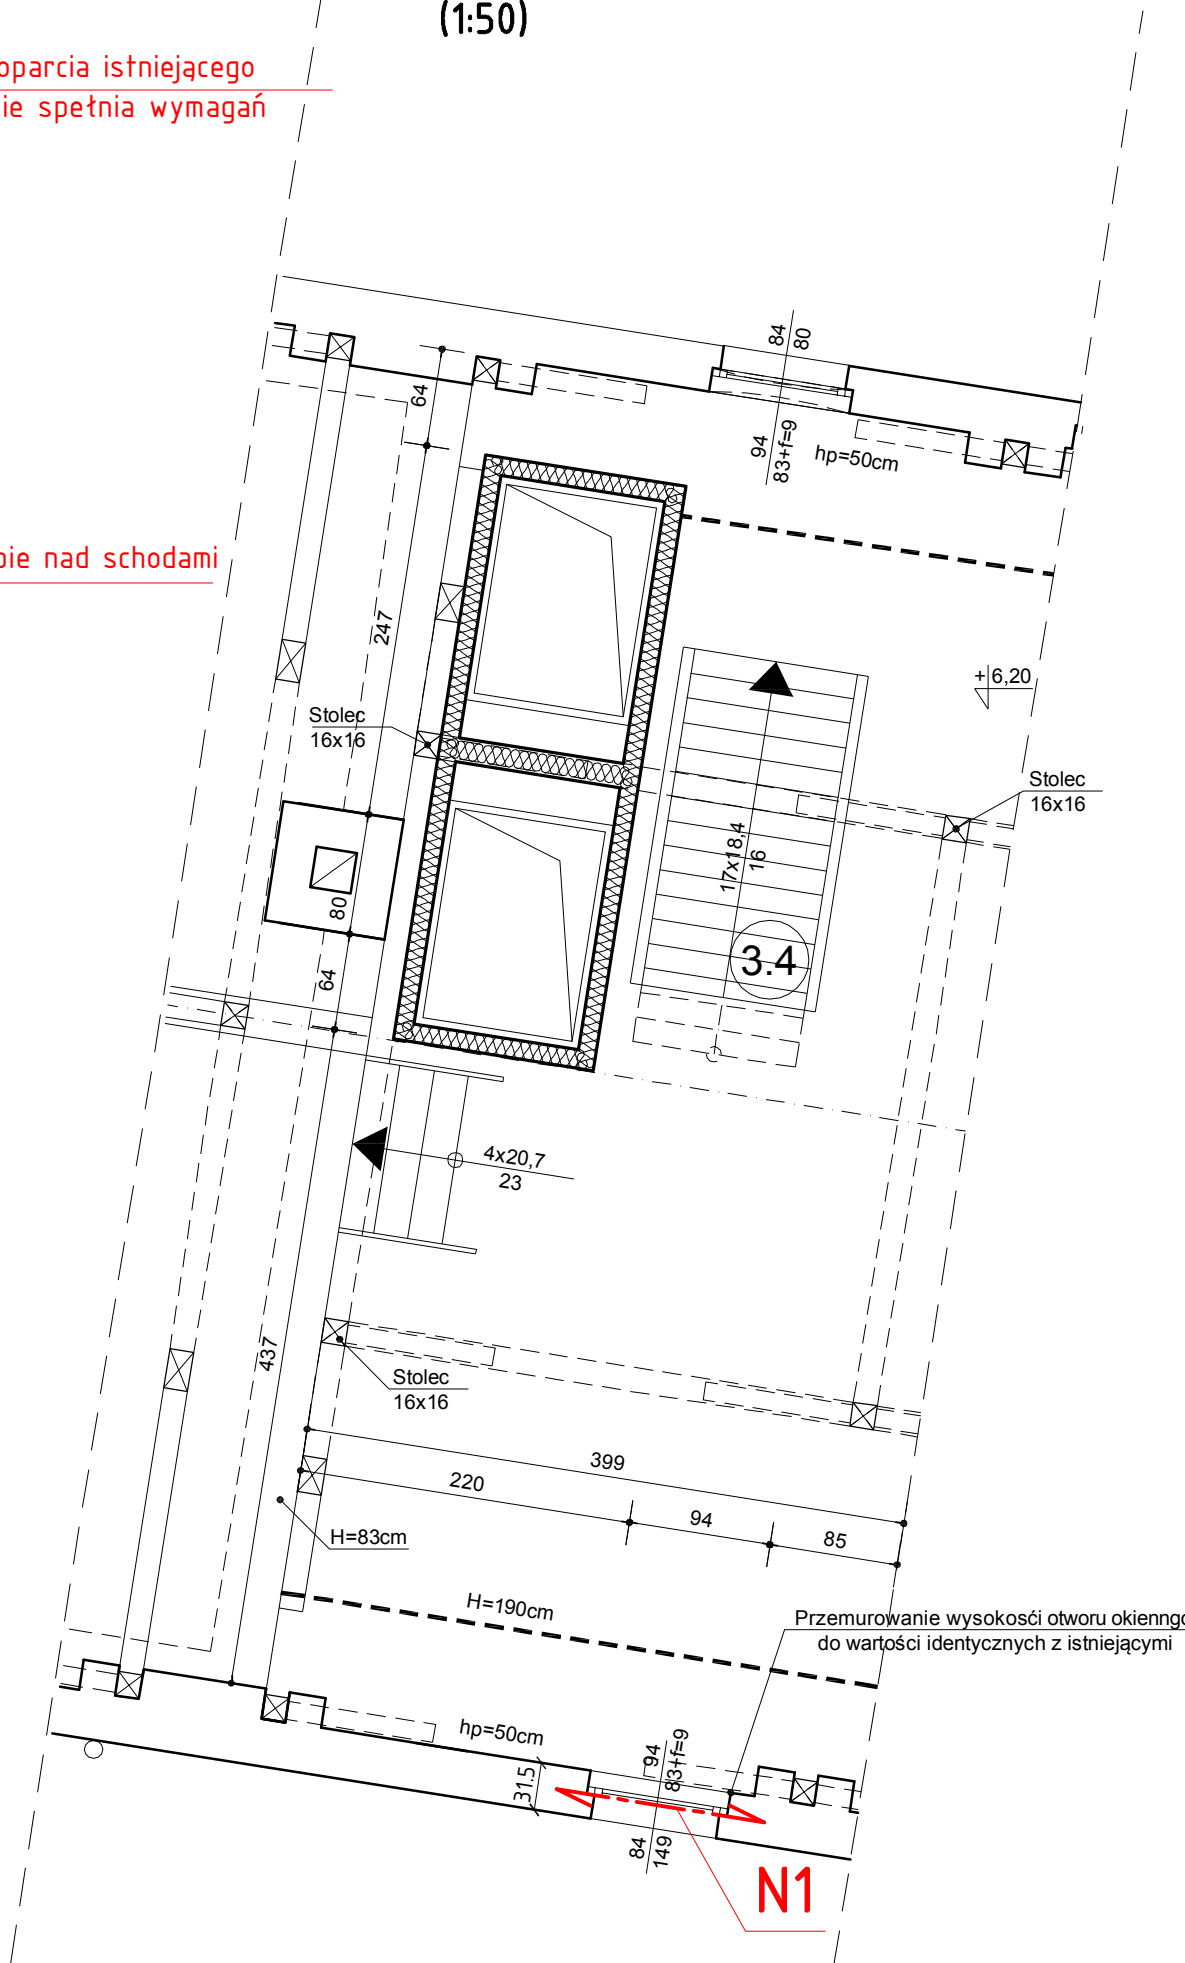 (1:50)
oparcia istniejącego
ie spełnia wymagań
84
80
64
94
83+f=9
hp=50cm
nad schodami
247
+6,20
Stolec
16x16
Stolec
16x16
17x18,4
16
80
3.4
64
4x20,7
23
437
Stolec
16x16
399
220
94
85
H=83cm
H=190cm
Przemurowanie wysokośći otworu okienngo
do wartości identycznych z istniejącymi
hp=50cm
94
83+f=9
31.5
84
149
N1